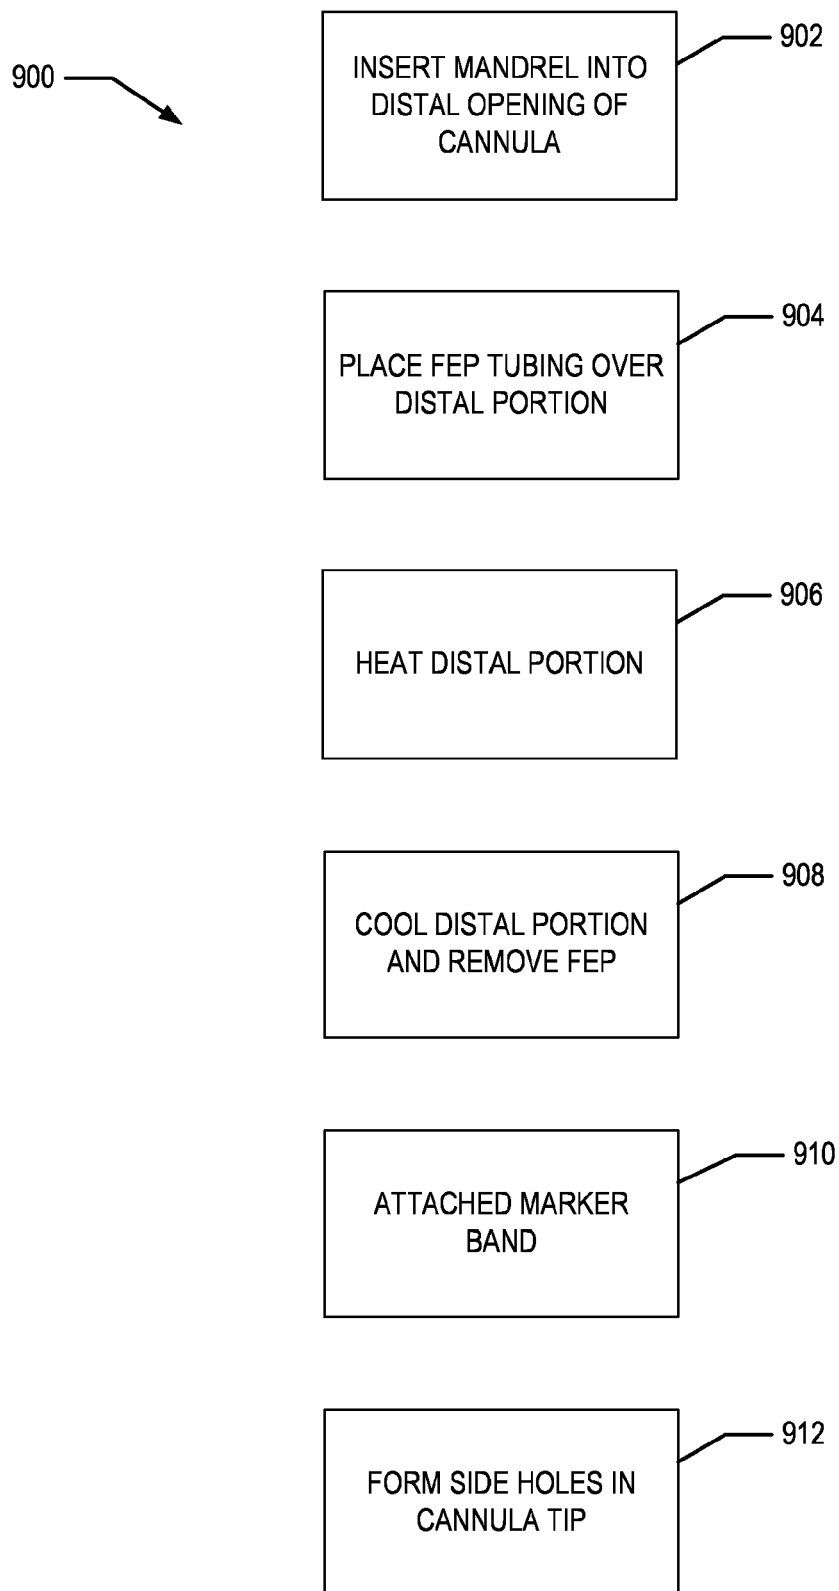 902
INSERT MANDREL INTO
DISTAL OPENING OF
CANNULA
900
904
PLACE FEP TUBING OVER
DISTAL PORTION
906
HEAT DISTAL PORTION
908
COOL DISTAL PORTION
AND REMOVE FEP
910
ATTACHED MARKER
BAND
912
FORM SIDE HOLES IN
CANNULA TIP